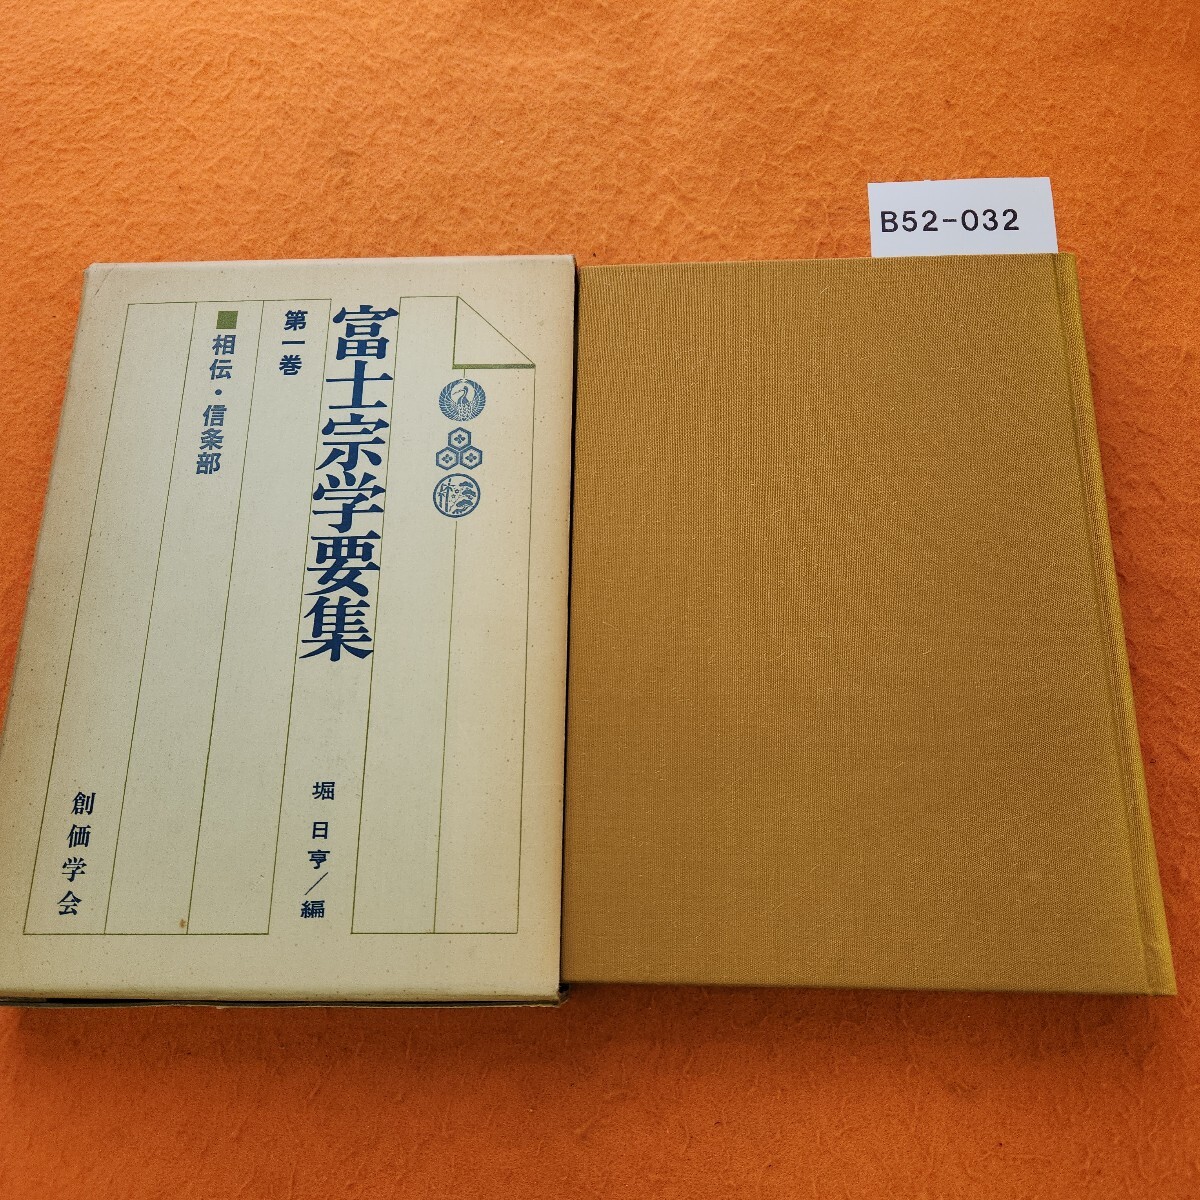 B52-032
富士宗学要集
第一巻
■相伝・信条部
堀日亨/編
創価学会